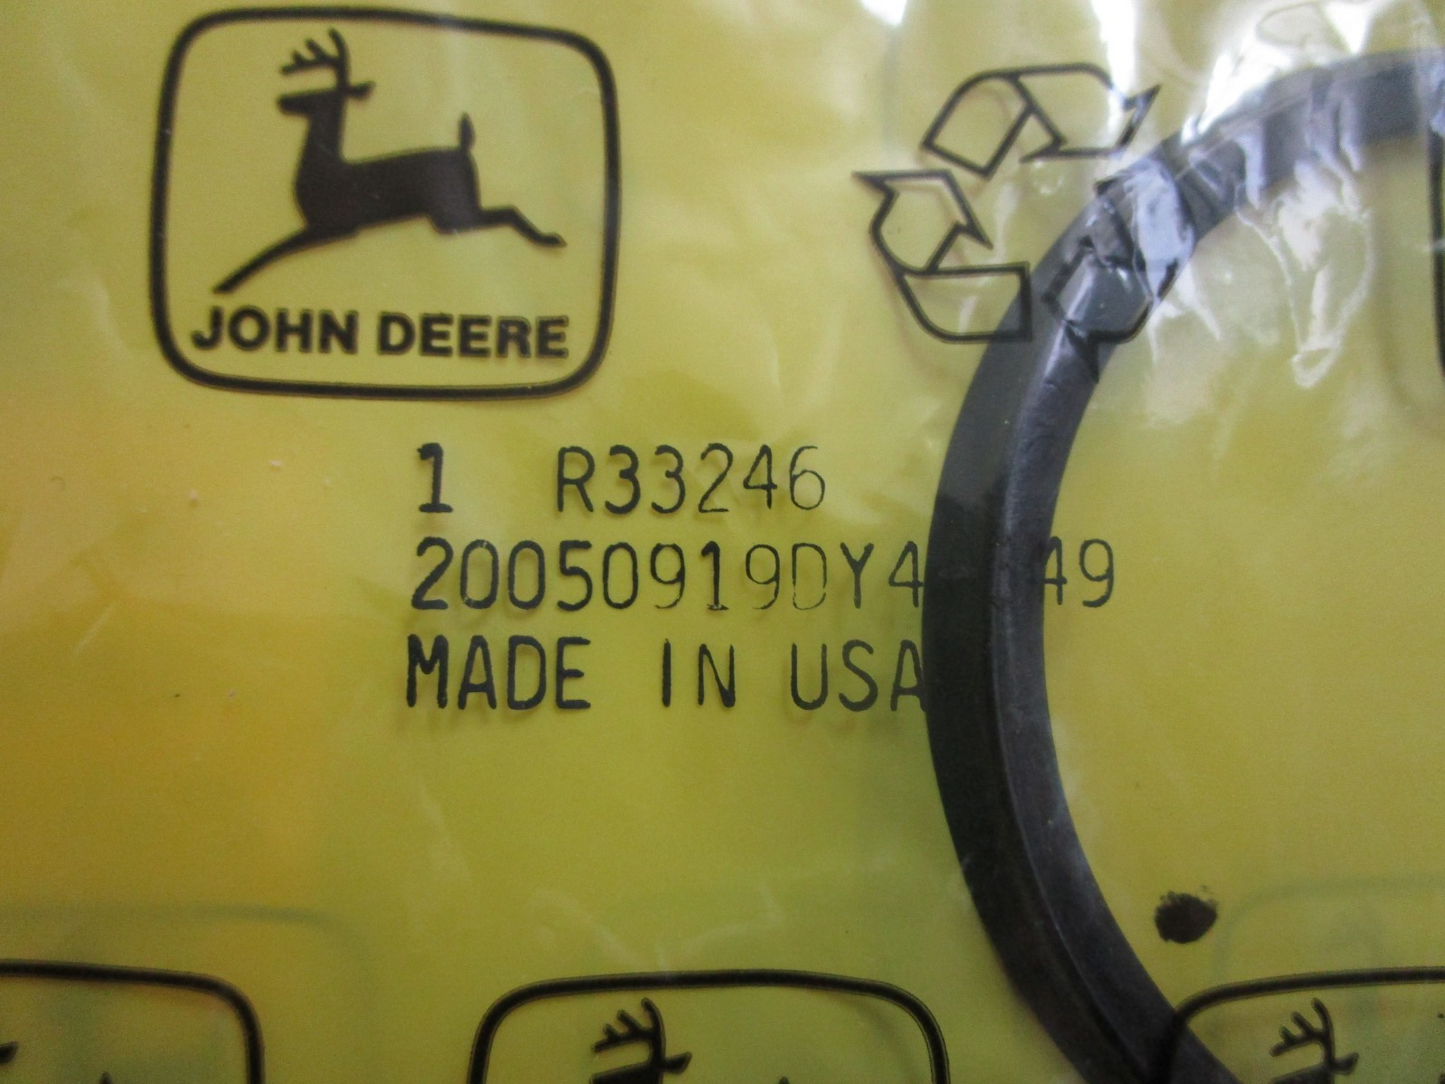 JOHN DEERE
1 R33246
MADE IN USA